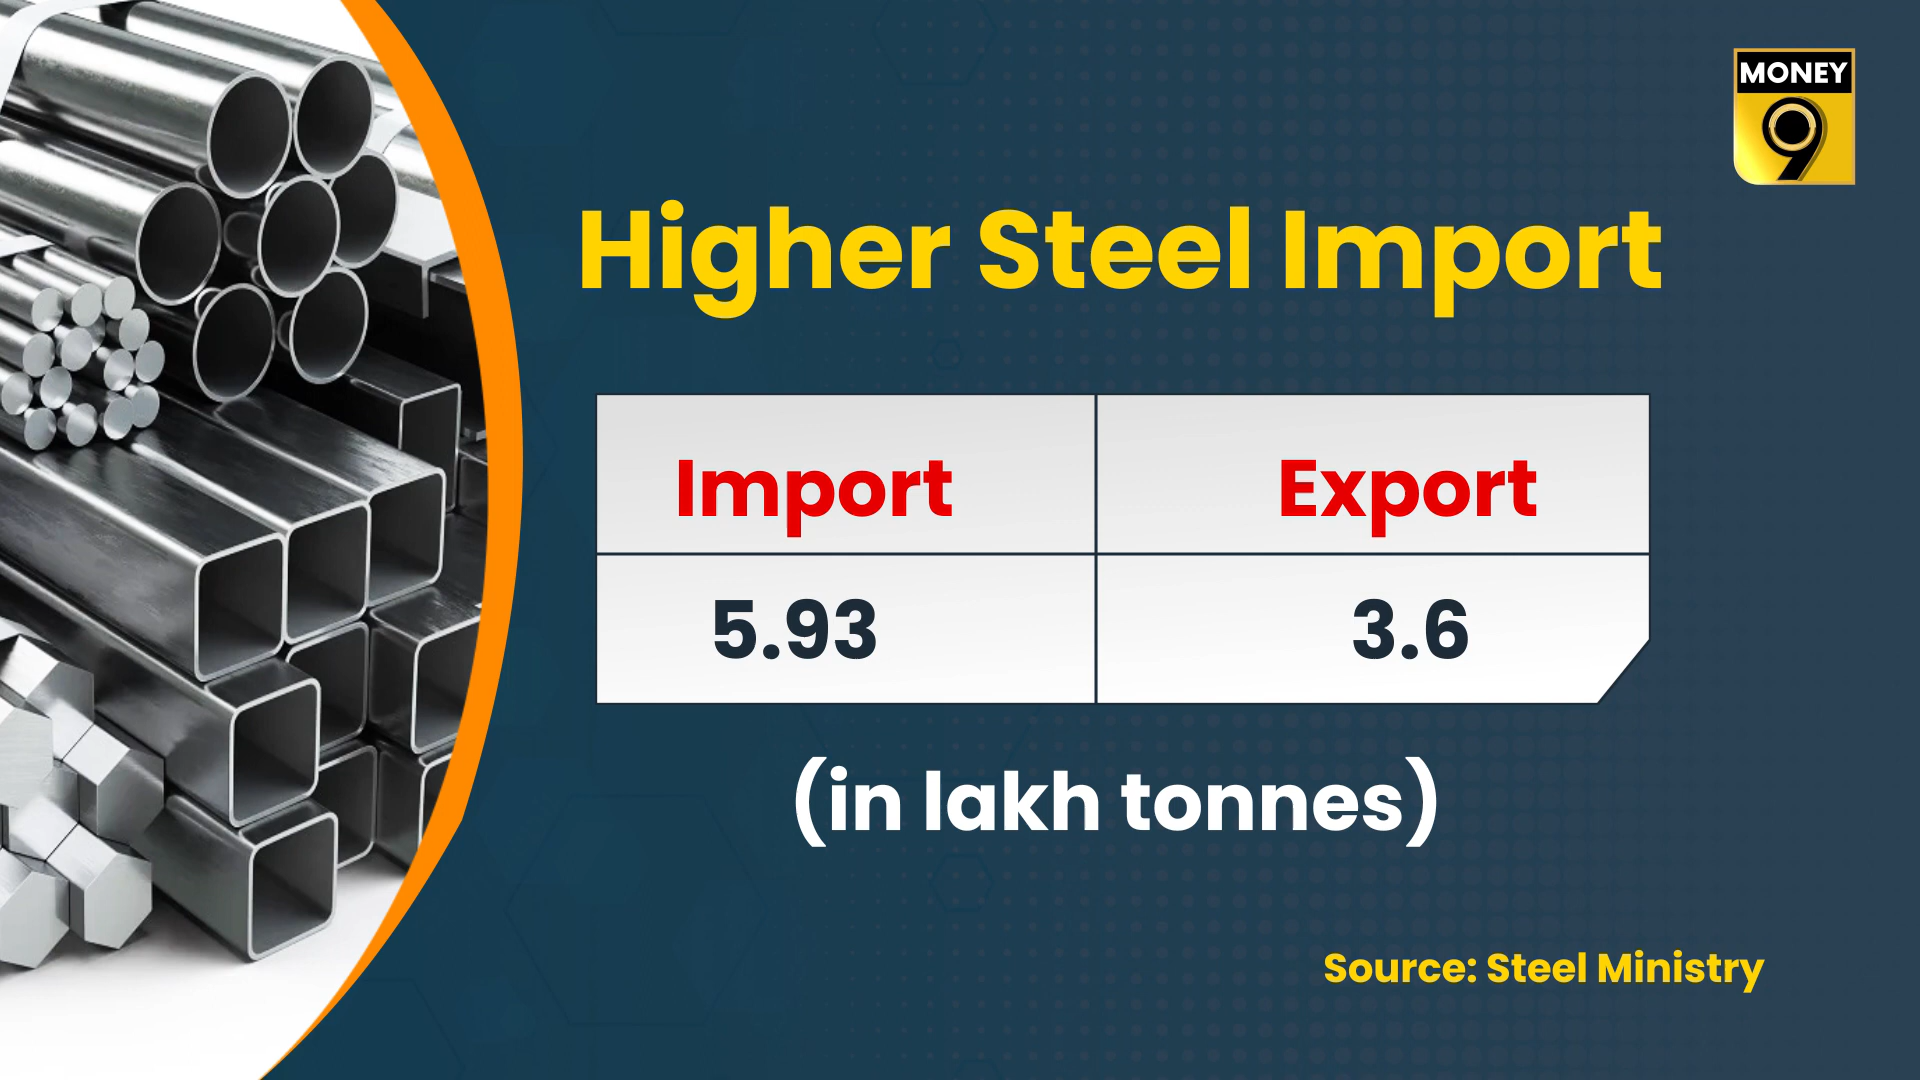 MONEY
9
Higher Steel Import
Import Export
5.93 3.6
(in lakh tonnes)
Source: Steel Ministry